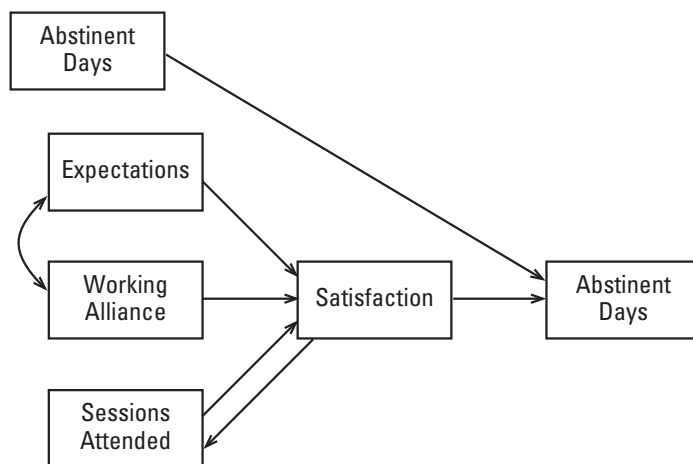 Abstinent
Days
Expectations
Working
Alliance
Satisfaction
Abstinent
Days
Sessions
Attended